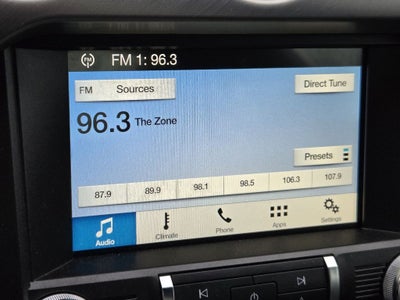 FM 1: 96.3
FM Sources
Direct Tune
96.3 The Zone
Presets
87.9 89.9 98.1 98.5 106.3 107.9
Audio Climate Phone Apps Settings